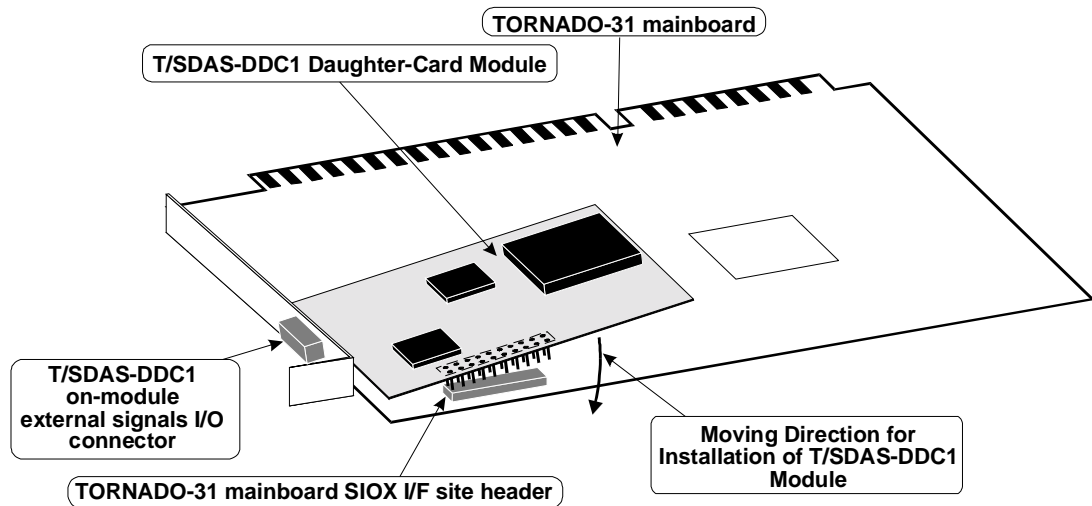 TORNADO-31 mainboard
T/SDAS-DDC1 Daughter-Card Module
T/SDAS-DDC1
on-module
external signals I/O
connector
Moving Direction for
Installation of T/SDAS-DDC1
Module
TORNADO-31 mainboard SIOX I/F site header